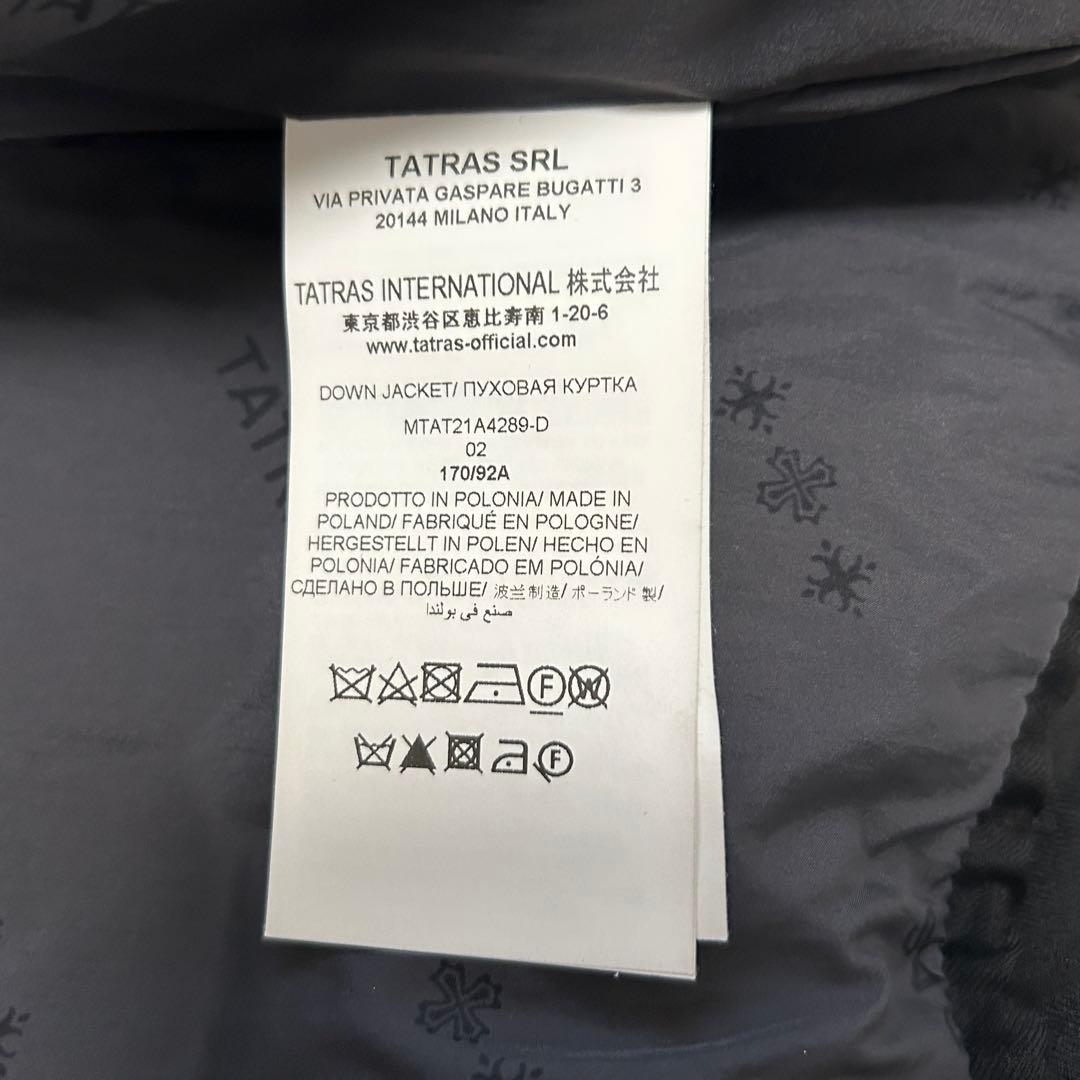 TATRAS SRL
VIA PRIVATA GASPARE BUGATTI 3
20144 MILANO ITALY
TATRAS INTERNATIONAL 株式会社
東京都渋谷区恵比寿南 1-20-6
www.tatras-official.com
DOWN JACKET/ ПУХОВАЯ КУРТКА
MTAT21A4289-D
02
170/92A
PRODOTTO IN POLONIA/ MADE IN
POLAND/ FABRIQUÉ EN POLOGNE/
HERGESTELLT IN POLEN/ HECHO EN
POLONIA/ FABRICADO EM POLÓNIA/
СДЕЛАНО В ПОЛЬШЕ/ 波兰制造/ ポーランド製/
صنع في بولندا
F W
F